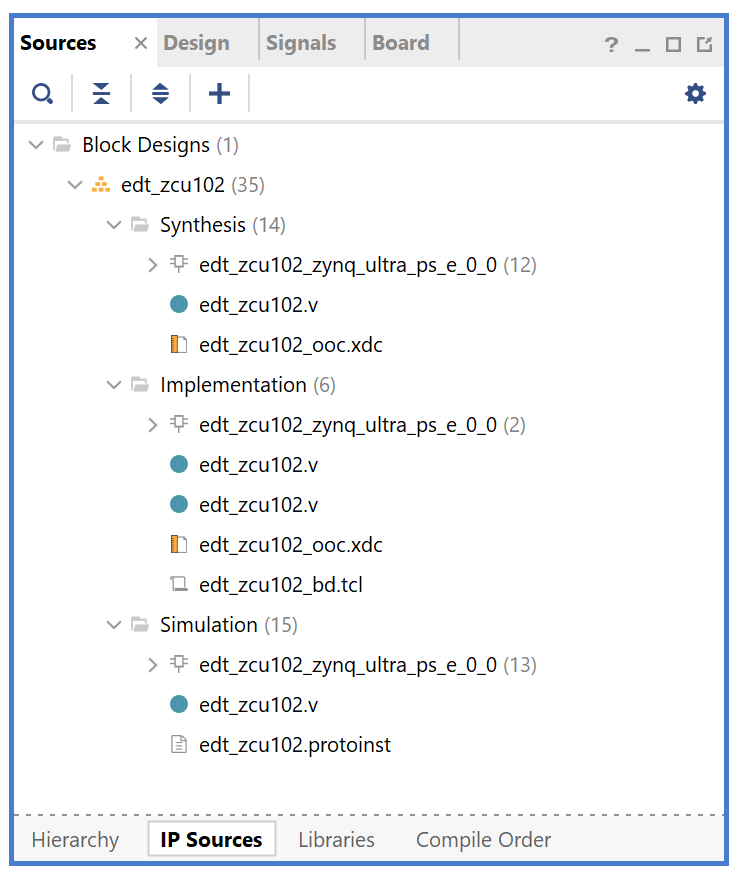 Sources Design Signals Board
Block Designs (1)
edt_zcu102 (35)
Synthesis (14)
edt_zcu102_zynq_ultra_ps_e_0_0 (12)
edt_zcu102.v
edt_zcu102_ooc.xdc
Implementation (6)
edt_zcu102_zynq_ultra_ps_e_0_0 (2)
edt_zcu102.v
edt_zcu102.v
edt_zcu102_ooc.xdc
edt_zcu102_bd.tcl
Simulation (15)
edt_zcu102_zynq_ultra_ps_e_0_0 (13)
edt_zcu102.v
edt_zcu102.protoinst
Hierarchy IP Sources Libraries Compile Order